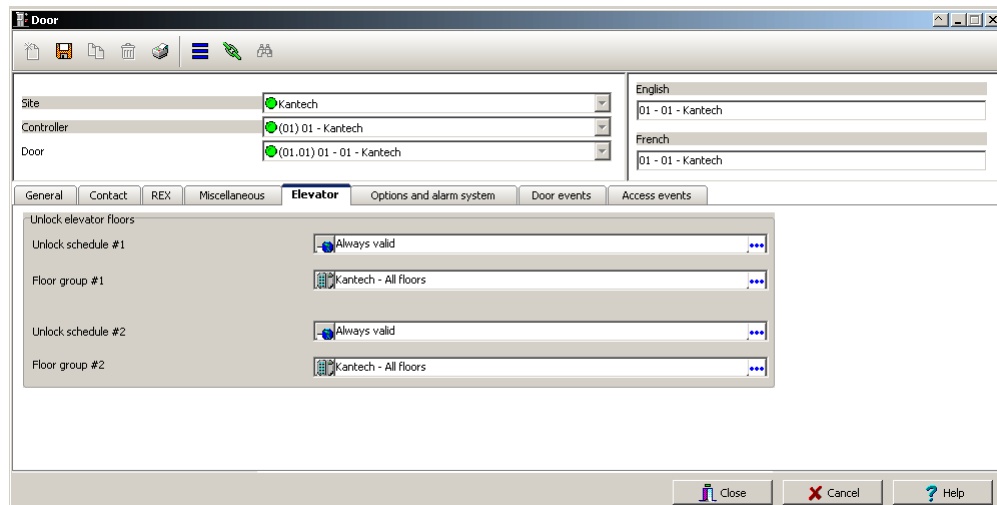 Door
Site
Kantech
English
01 - 01 - Kantech
Controller
(01) 01 - Kantech
Door
(01.01) 01 - 01 - Kantech
French
01 - 01 - Kantech
General Contact REX Miscellaneous Elevator Options and alarm system Door events Access events
Unlock elevator floors
Unlock schedule #1
Always valid
Floor group #1
Kantech - All floors
Unlock schedule #2
Always valid
Floor group #2
Kantech - All floors
Close Cancel Help